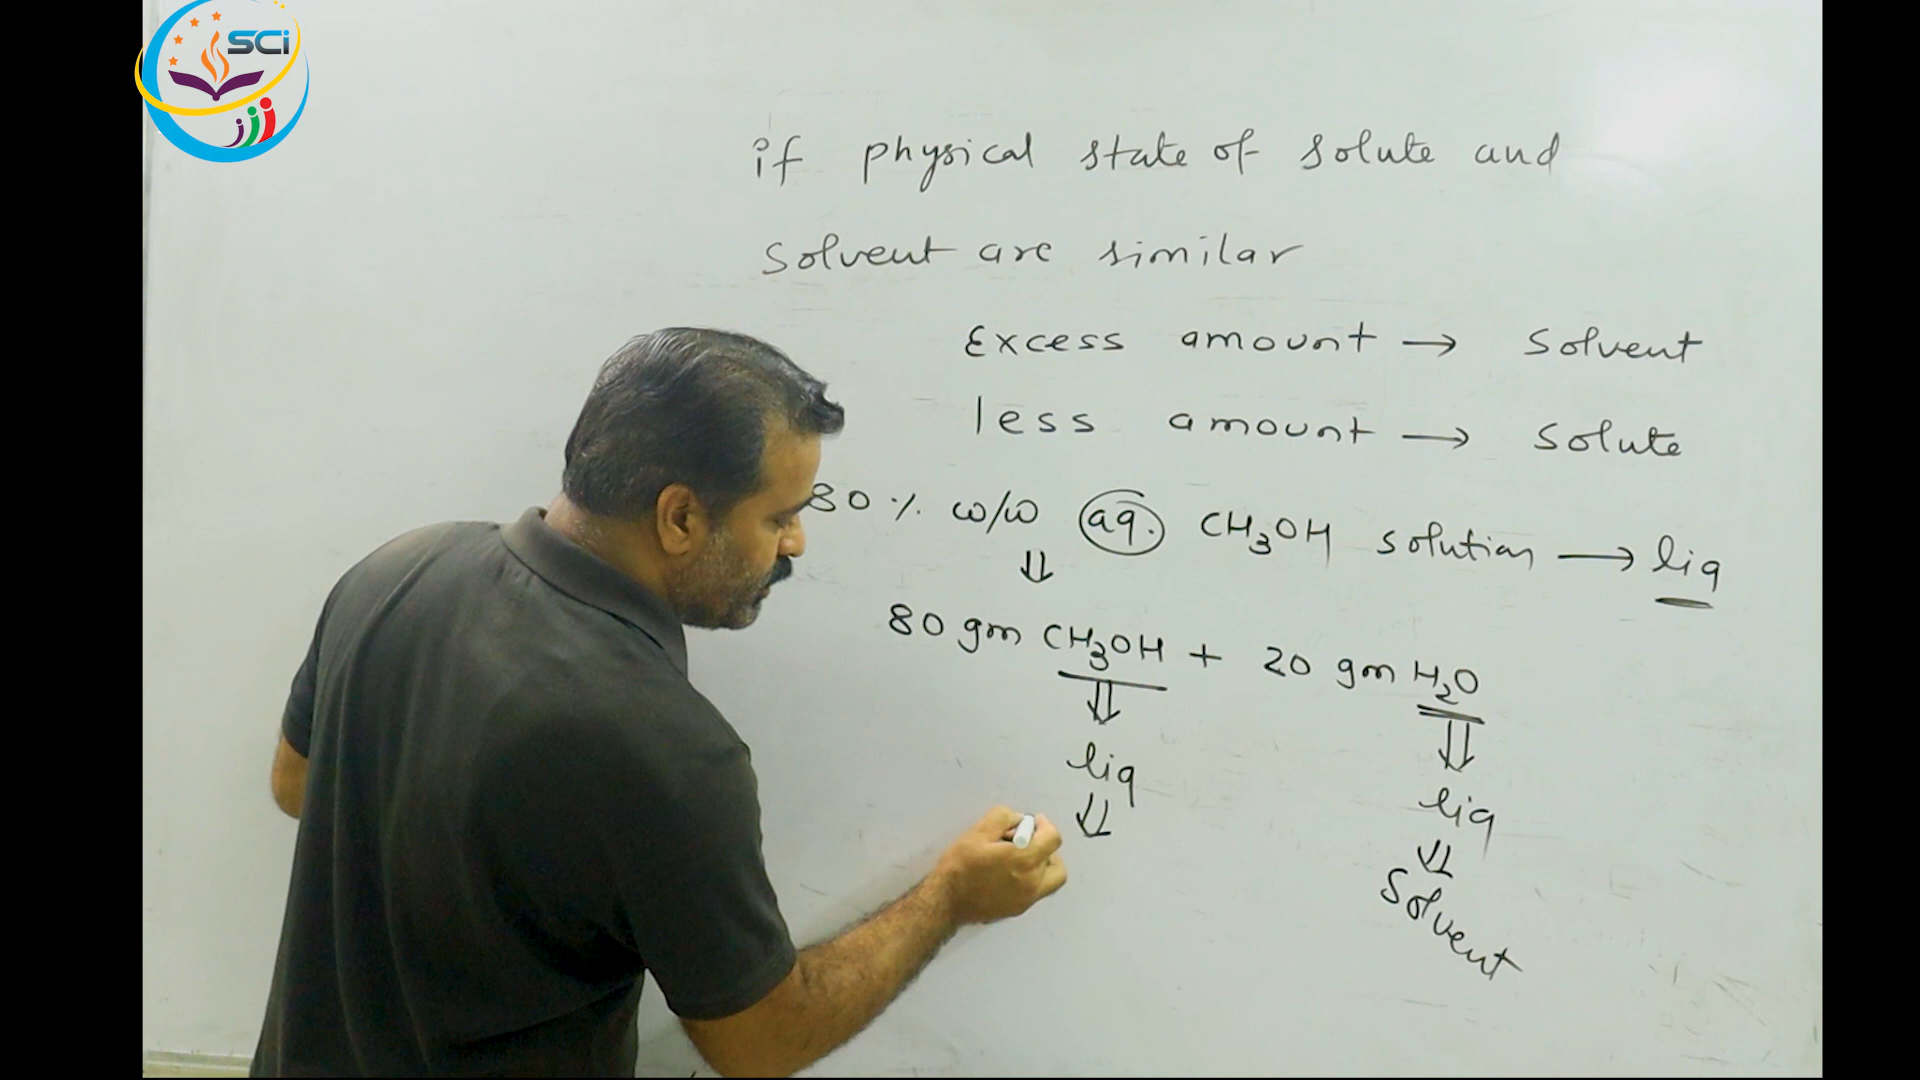 SCi
if physical state of solute and
solvent are similar
Excess amount → solvent
less amount → solute
80 % w/w aq. CH₃OH solution → liq
⇓
80 gm CH₃OH + 20 gm H₂O
⇓ ⇓
liq liq
⇓ ⇓
Solvent